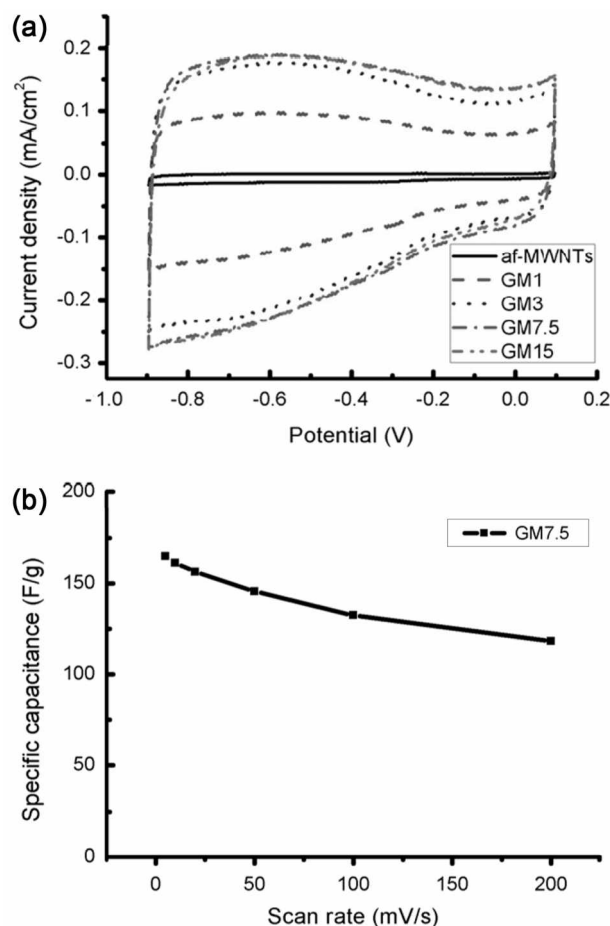 (a)
Current density (mA/cm²)
0.2
0.1
0.0
-0.1
-0.2
-0.3
-1.0 -0.8 -0.6 -0.4 -0.2 0.0 0.2
Potential (V)
af-MWNTs
GM1
GM3
GM7.5
GM15
(b)
Specific capacitance (F/g)
200
150
100
50
0
0 50 100 150 200
Scan rate (mV/s)
GM7.5